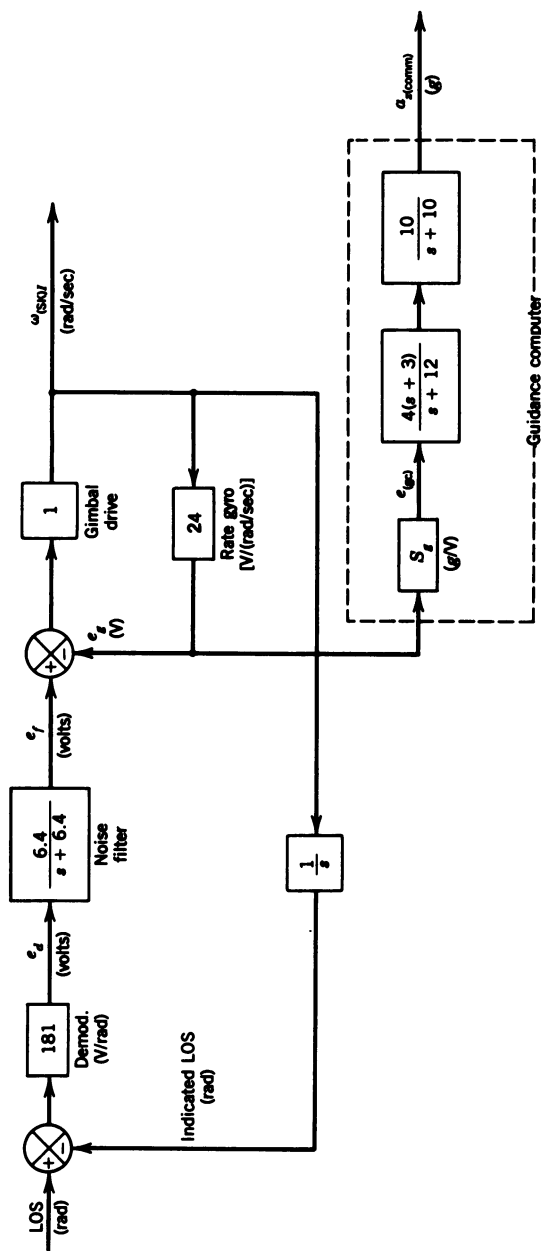 LOS
(rad)
+
−
181
Demod.
(V/rad)
e_d
(volts)
6.4
s + 6.4
Noise
filter
e_f
(volts)
+
−
e_g
(V)
1
Gimbal
drive
ω_(SK)I
(rad/sec)
24
Rate gyro
[V/(rad/sec)]
1
s
Indicated LOS
(rad)
S_g
(g/V)
e_(gc)
4(s + 3)
s + 12
10
s + 10
a_z(comm)
(g)
Guidance computer